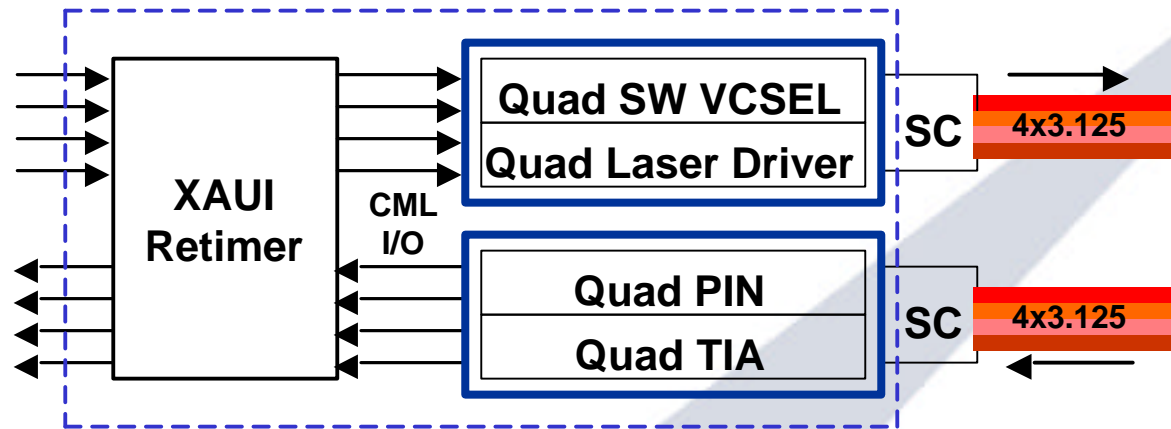 Quad SW VCSEL
Quad Laser Driver
SC
4x3.125
XAUI
Retimer
CML
I/O
Quad PIN
Quad TIA
SC
4x3.125